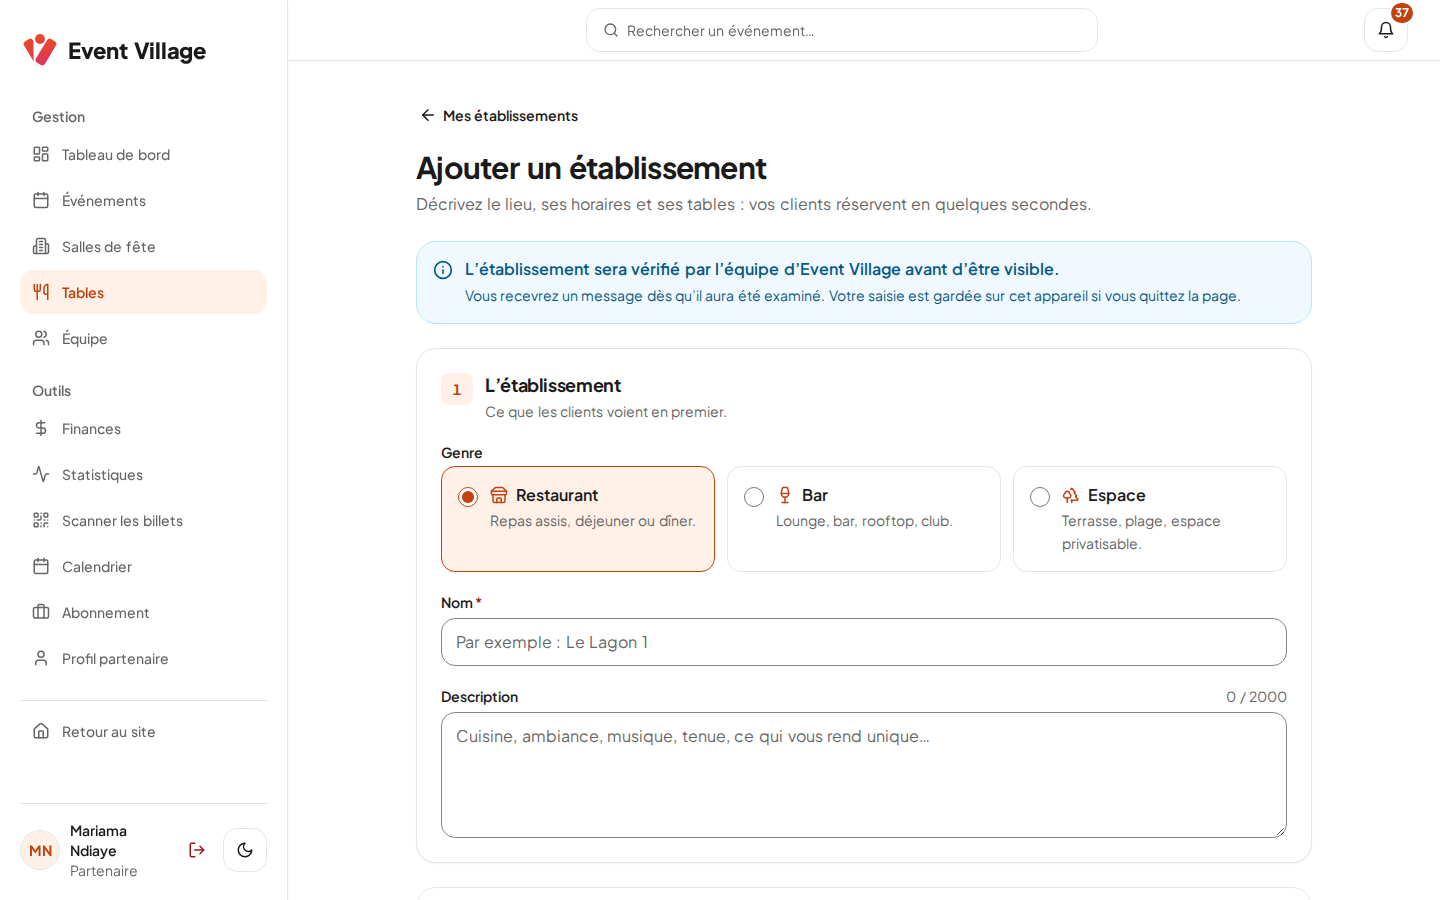 Event Village
Rechercher un événement…
37
Gestion
Tableau de bord
Événements
Salles de fête
Tables
Équipe
Outils
Finances
Statistiques
Scanner les billets
Calendrier
Abonnement
Profil partenaire
Retour au site
MN
Mariama
Ndiaye
Partenaire
Mes établissements
Ajouter un établissement
Décrivez le lieu, ses horaires et ses tables : vos clients réservent en quelques secondes.
L’établissement sera vérifié par l’équipe d’Event Village avant d’être visible.
Vous recevrez un message dès qu’il aura été examiné. Votre saisie est gardée sur cet appareil si vous quittez la page.
1
L’établissement
Ce que les clients voient en premier.
Genre
Restaurant
Repas assis, déjeuner ou dîner.
Bar
Lounge, bar, rooftop, club.
Espace
Terrasse, plage, espace
privatisable.
Nom *
Par exemple : Le Lagon 1
Description
0 / 2000
Cuisine, ambiance, musique, tenue, ce qui vous rend unique…